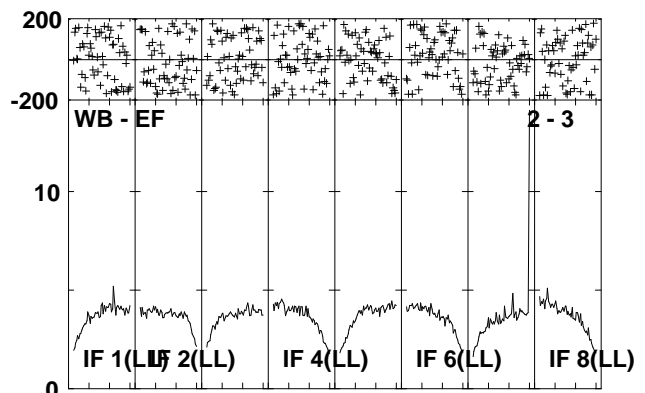 200
-200
WB - EF 2 - 3
10
IF 1(LL) IF 2(LL) IF 4(LL) IF 6(LL) IF 8(LL)
0